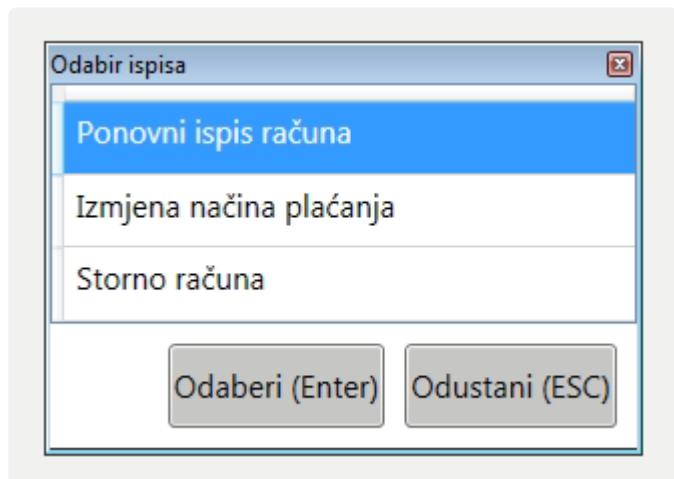 Odabir ispisa
Ponovni ispis računa
Izmjena načina plaćanja
Storno računa
Odaberi (Enter) Odustani (ESC)